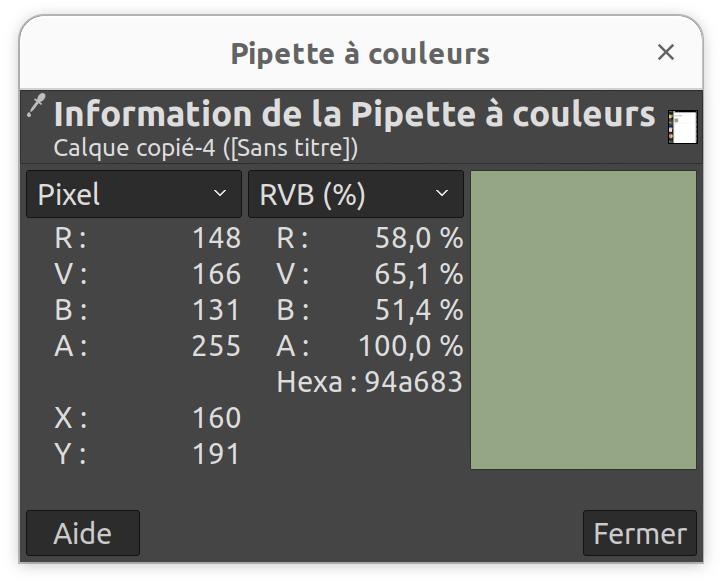 Pipette à couleurs
Information de la Pipette à couleurs
Calque copié-4 ([Sans titre])
Pixel RVB (%)
R : 148 R : 58,0 %
V : 166 V : 65,1 %
B : 131 B : 51,4 %
A : 255 A : 100,0 %
Hexa : 94a683
X : 160
Y : 191
Aide Fermer